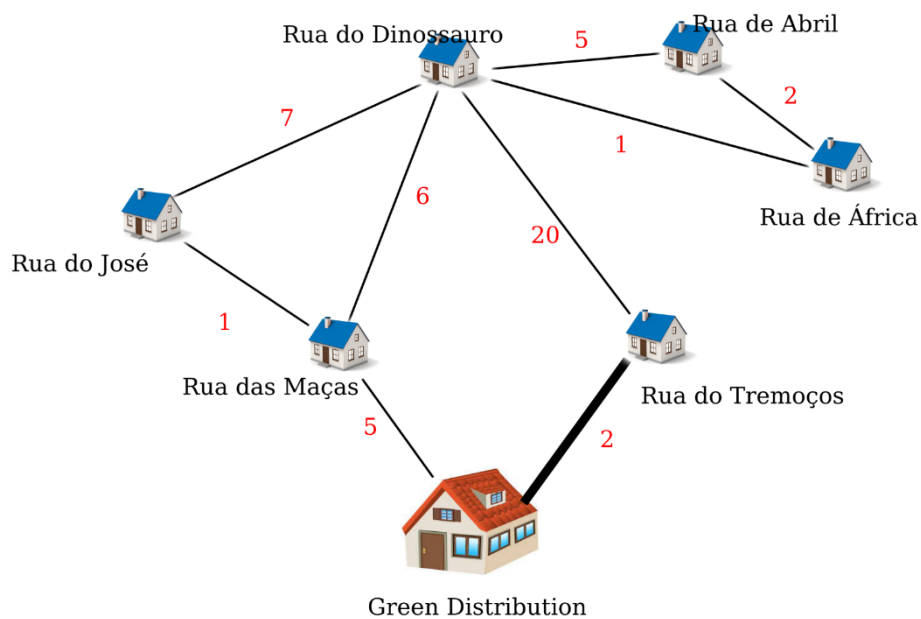 Rua do Dinossauro
Rua de Abril
5
2
7
1
6
Rua de África
20
Rua do José
1
Rua das Maças
Rua do Tremoços
5
2
Green Distribution